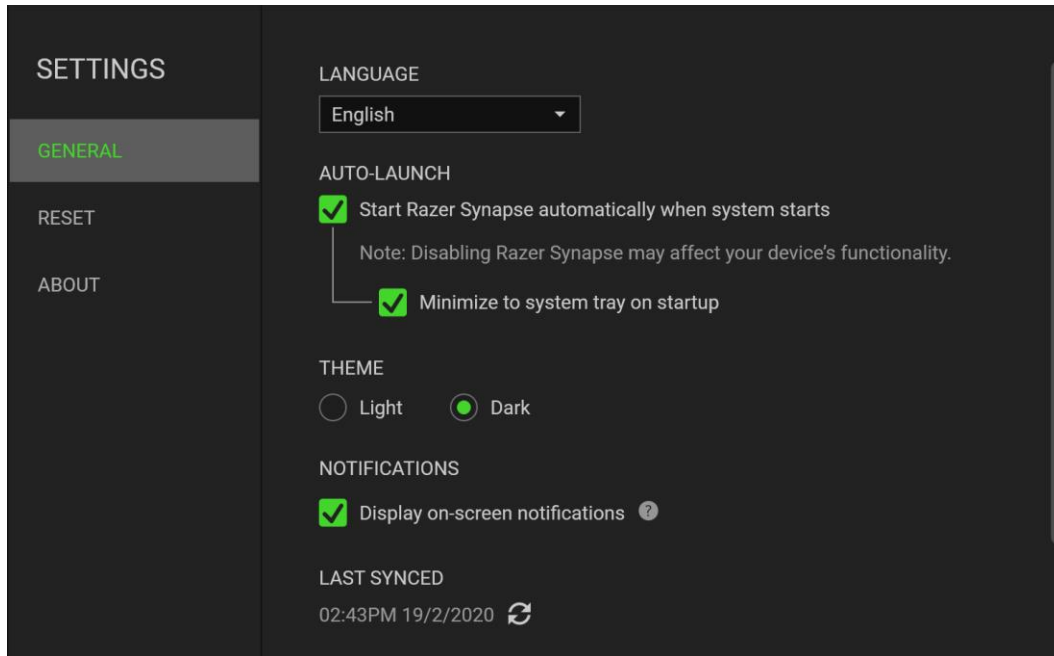 SETTINGS
GENERAL
RESET
ABOUT
LANGUAGE
English
AUTO-LAUNCH
Start Razer Synapse automatically when system starts
Note: Disabling Razer Synapse may affect your device’s functionality.
Minimize to system tray on startup
THEME
Light Dark
NOTIFICATIONS
Display on-screen notifications ?
LAST SYNCED
02:43PM 19/2/2020